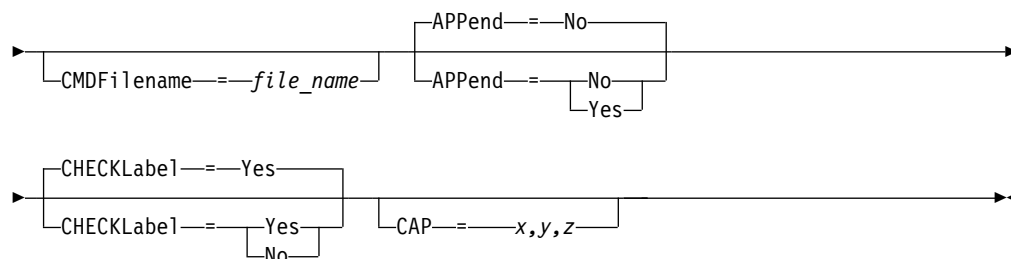 APPend = No
CMDFilename = file_name APPend = No
Yes
CHECKLabel = Yes
CHECKLabel = Yes CAP = x,y,z
No